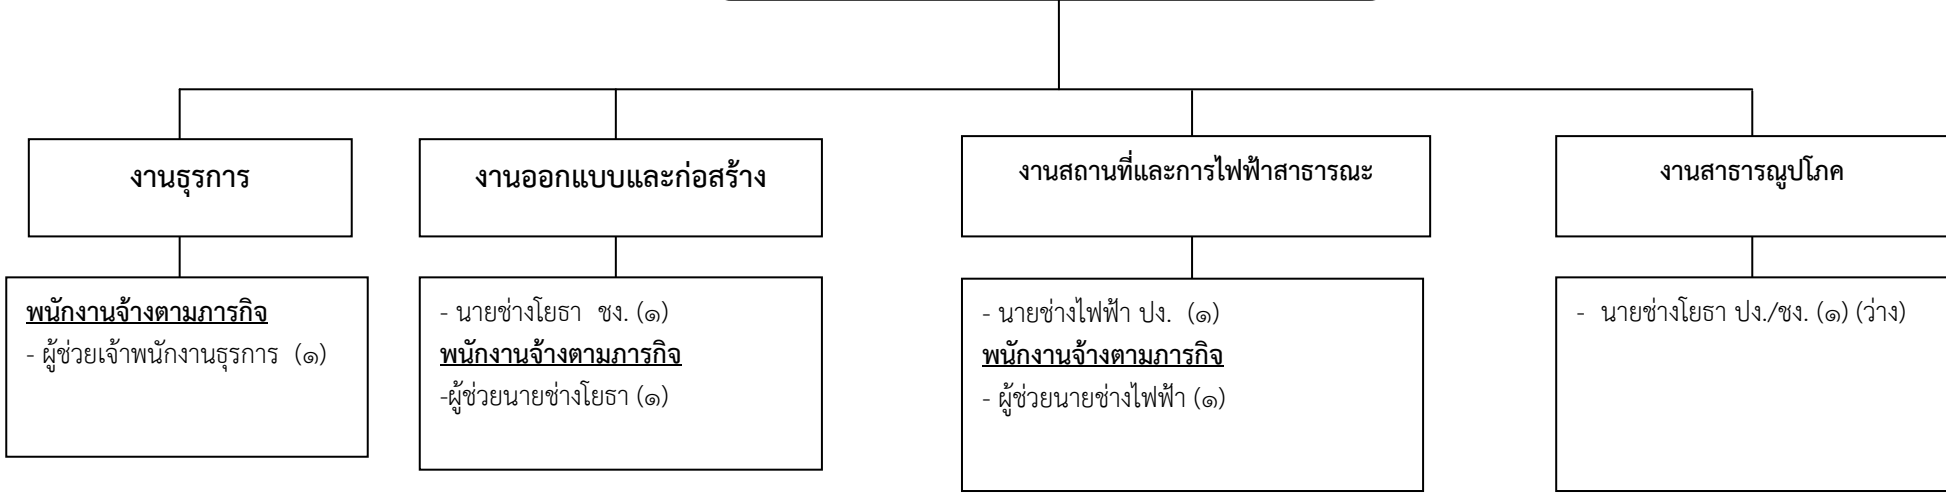 งานธุรการ
งานออกแบบและก่อสร้าง
งานสถานที่และการไฟฟ้าสาธารณะ
งานสาธารณูปโภค
พนักงานจ้างตามภารกิจ
- ผู้ช่วยเจ้าพนักงานธุรการ (๑)
- นายช่างโยธา ชง. (๑)
พนักงานจ้างตามภารกิจ
-ผู้ช่วยนายช่างโยธา (๑)
- นายช่างไฟฟ้า ปง. (๑)
พนักงานจ้างตามภารกิจ
- ผู้ช่วยนายช่างไฟฟ้า (๑)
- นายช่างโยธา ปง./ชง. (๑) (ว่าง)